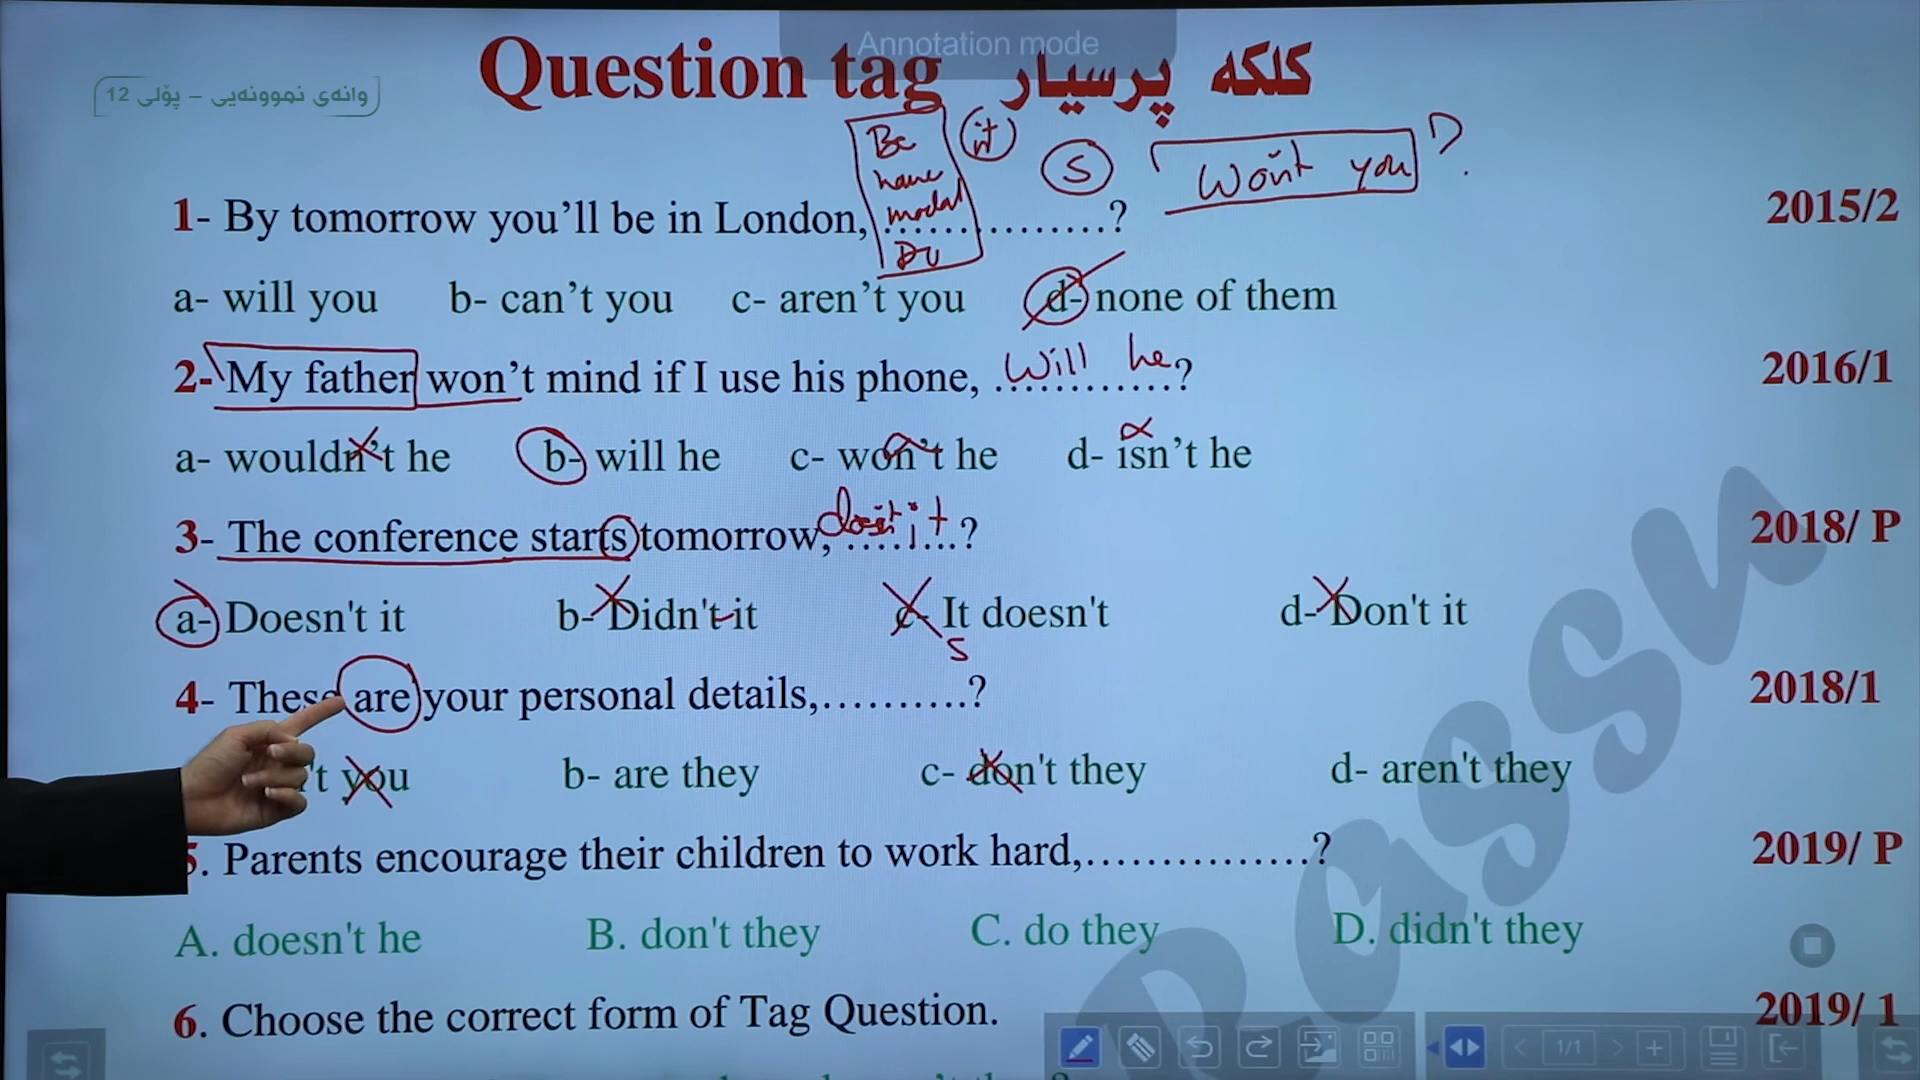 Annotation mode
Question tag کلکە پرسیار
وانەی نموونەیی – پۆلی 12
Be
have
modal
Do
it
S
Won't you ?
1- By tomorrow you'll be in London, ...............? 2015/2
a- will you b- can't you c- aren't you d- none of them
2- My father won't mind if I use his phone, ............? will he 2016/1
a- wouldn't he b- will he c- won't he d- isn't he
3- The conference starts tomorrow, ........? doesn't it 2018/ P
a- Doesn't it b- Didn't it c- It doesn't d- Don't it
S
4- These are your personal details,..........? 2018/1
't you b- are they c- don't they d- aren't they
5. Parents encourage their children to work hard,...............? 2019/ P
A. doesn't he B. don't they C. do they D. didn't they
6. Choose the correct form of Tag Question. 2019/ 1
1/1
Rassu